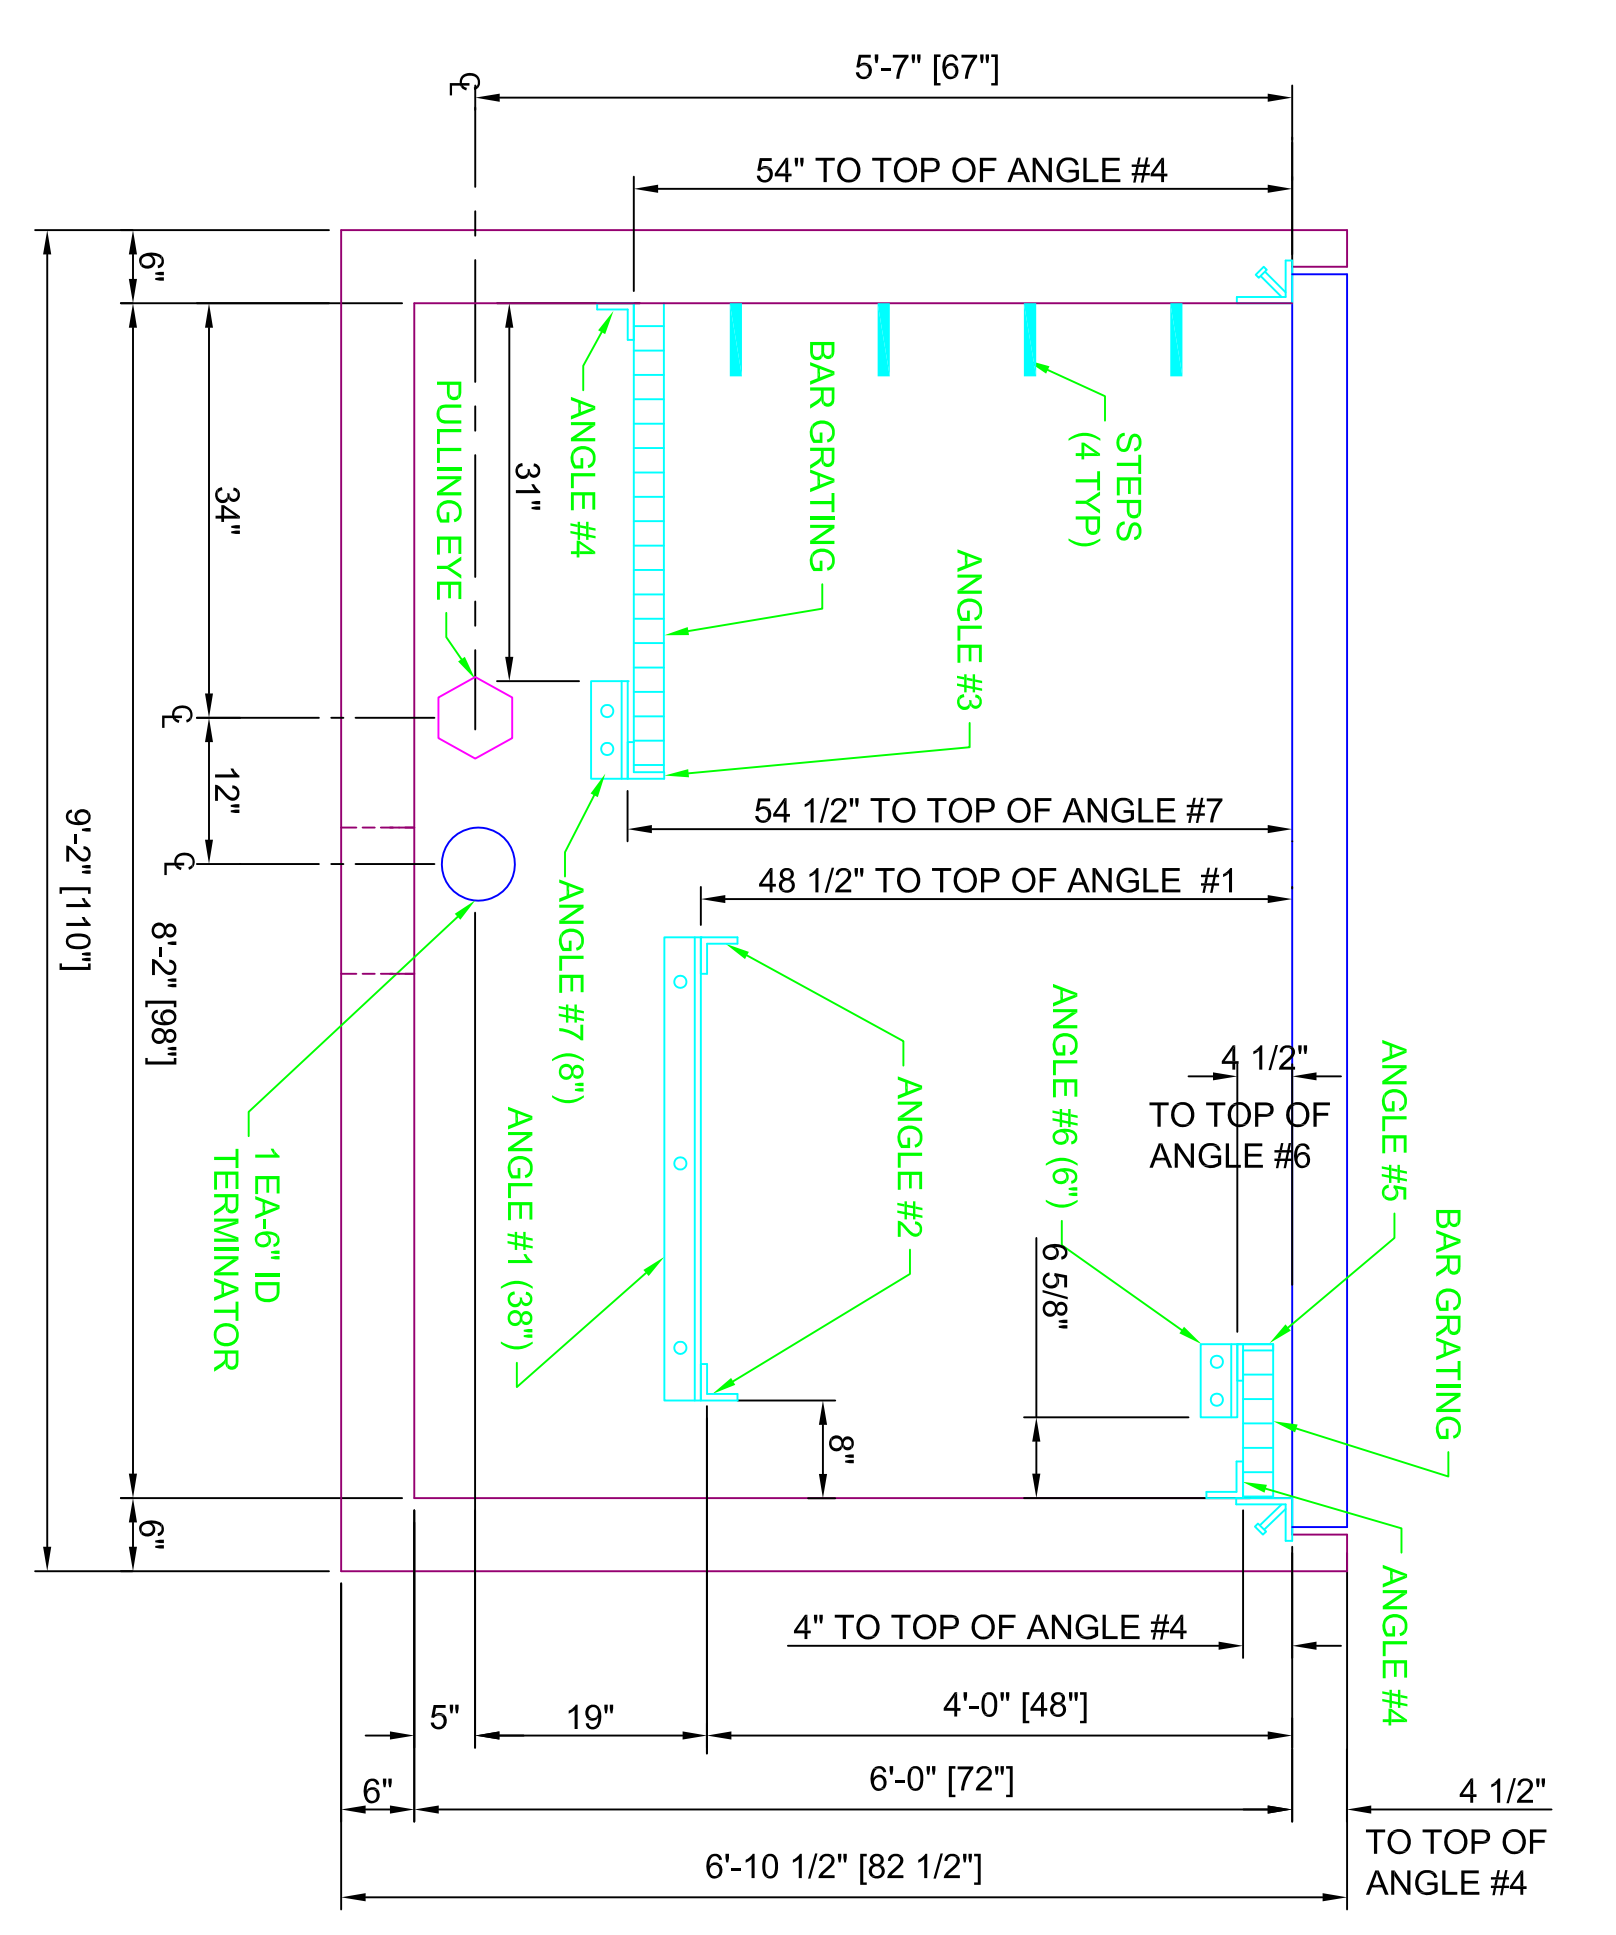 5'-7" [67"]
℄
54" TO TOP OF ANGLE #4
6"
BAR GRATING
STEPS
(4 TYP)
PULLING EYE
ANGLE #4
31"
34"
ANGLE #3
℄
12"
54 1/2" TO TOP OF ANGLE #7
℄
48 1/2" TO TOP OF ANGLE #1
9'-2" [110"]
8'-2" [98"]
ANGLE #7 (8")
ANGLE #6 (6")
4 1/2"
TO TOP OF
ANGLE #6
ANGLE #5
1 EA-6" ID
TERMINATOR
ANGLE #1 (38")
ANGLE #2
6 5/8"
BAR GRATING
8"
6"
4" TO TOP OF ANGLE #4
ANGLE #4
5"
19"
4'-0" [48"]
6"
6'-0" [72"]
4 1/2"
TO TOP OF
ANGLE #4
6'-10 1/2" [82 1/2"]